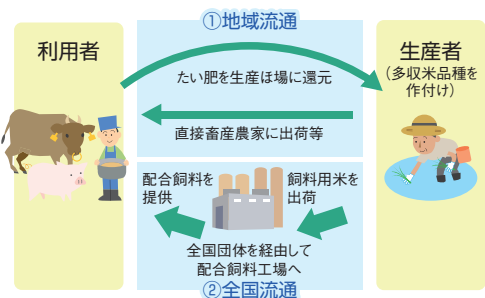 ①地域流通
利用者
生産者
（多収米品種を
作付け）
たい肥を生産ほ場に還元
直接畜産農家に出荷等
配合飼料を
提供
飼料用米を
出荷
全国団体を経由して
配合飼料工場へ
②全国流通